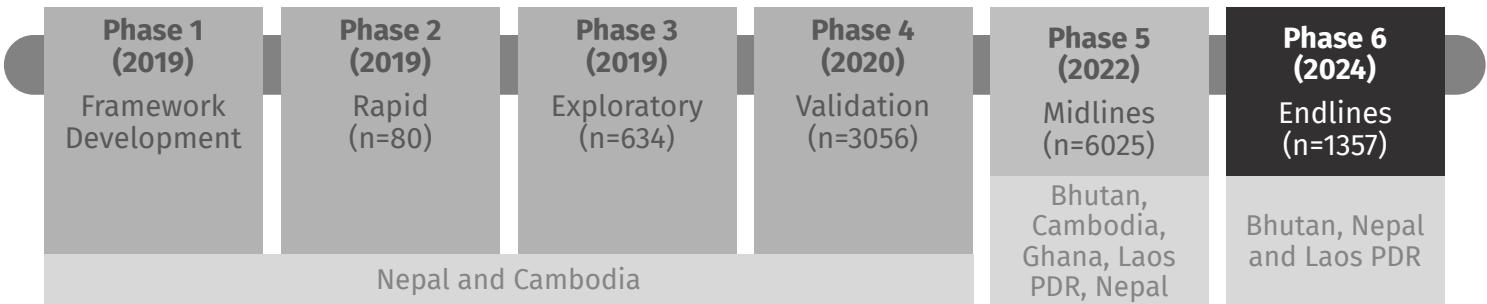 Phase 1
(2019)
Framework
Development
Phase 2
(2019)
Rapid
(n=80)
Phase 3
(2019)
Exploratory
(n=634)
Phase 4
(2020)
Validation
(n=3056)
Nepal and Cambodia
Phase 5
(2022)
Midlines
(n=6025)
Bhutan,
Cambodia,
Ghana, Laos
PDR, Nepal
Phase 6
(2024)
Endlines
(n=1357)
Bhutan, Nepal
and Laos PDR